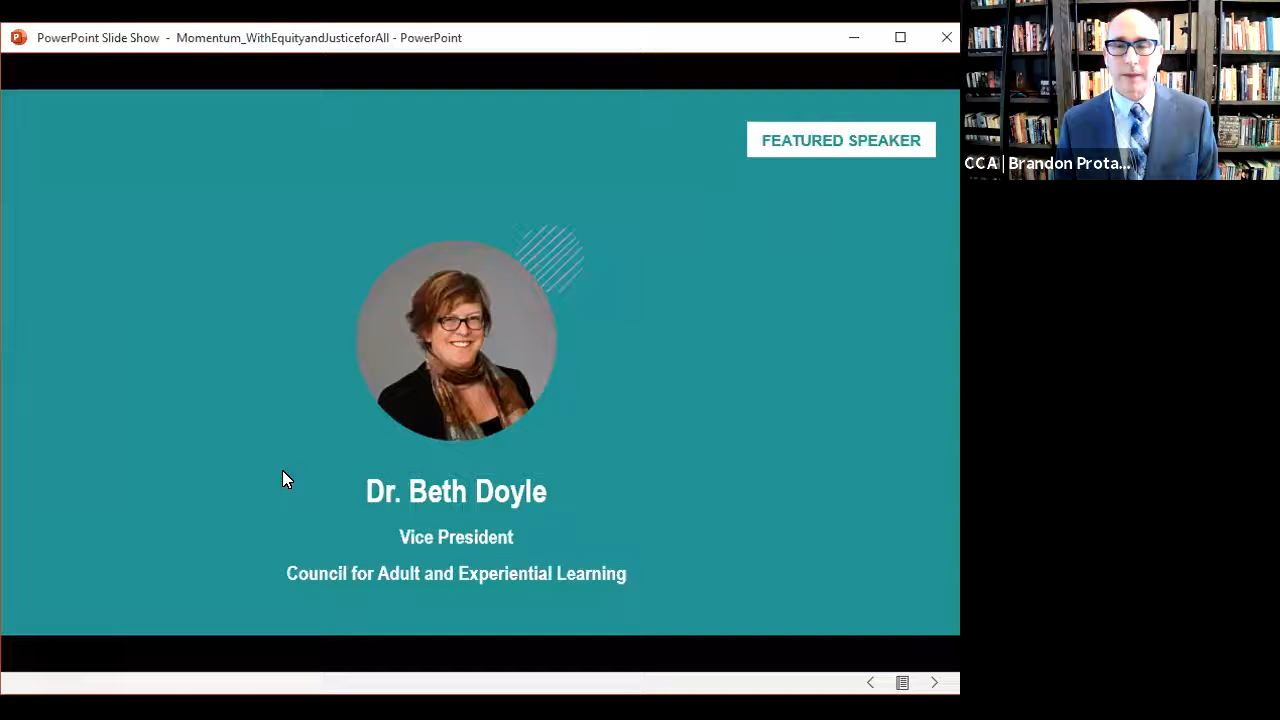 PowerPoint Slide Show - Momentum_WithEquityandJusticeforAll - PowerPoint
FEATURED SPEAKER
CCA | Brandon Prota...
Dr. Beth Doyle
Vice President
Council for Adult and Experiential Learning